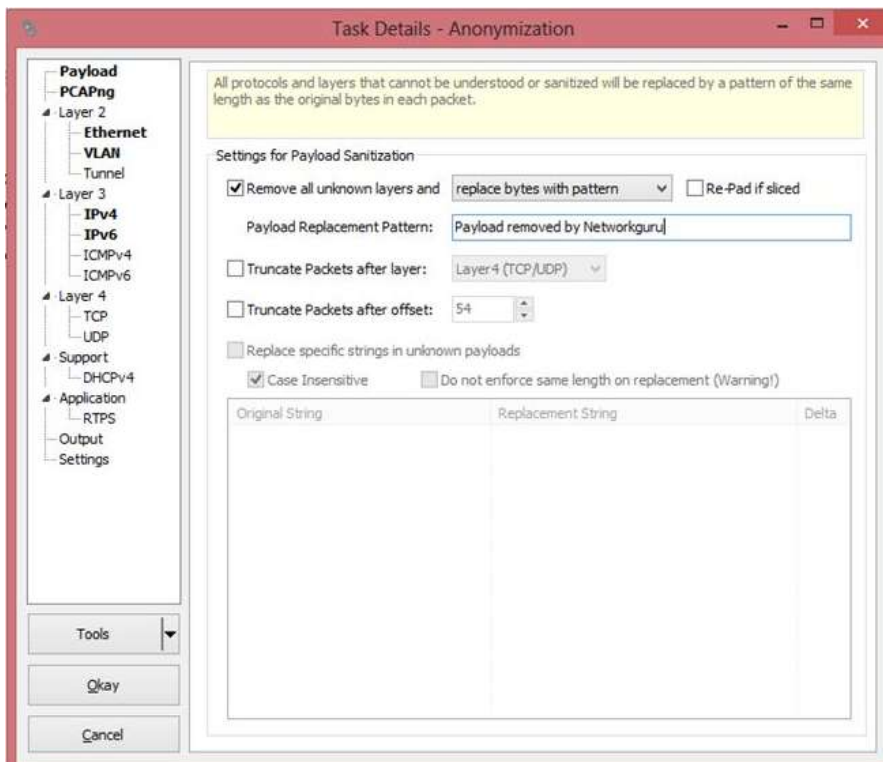 Task Details - Anonymization
Payload
PCAPng
Layer 2
Ethernet
VLAN
Tunnel
Layer 3
IPv4
IPv6
ICMPv4
ICMPv6
Layer 4
TCP
UDP
Support
DHCPv4
Application
RTPS
Output
Settings
Tools
Okay
Cancel
All protocols and layers that cannot be understood or sanitized will be replaced by a pattern of the same
length as the original bytes in each packet.
Settings for Payload Sanitization
Remove all unknown layers and replace bytes with pattern Re-Pad if sliced
Payload Replacement Pattern: Payload removed by Networkguru
Truncate Packets after layer: Layer4 (TCP/UDP)
Truncate Packets after offset: 54
Replace specific strings in unknown payloads
Case Insensitive Do not enforce same length on replacement (Warning!)
Original String Replacement String Delta